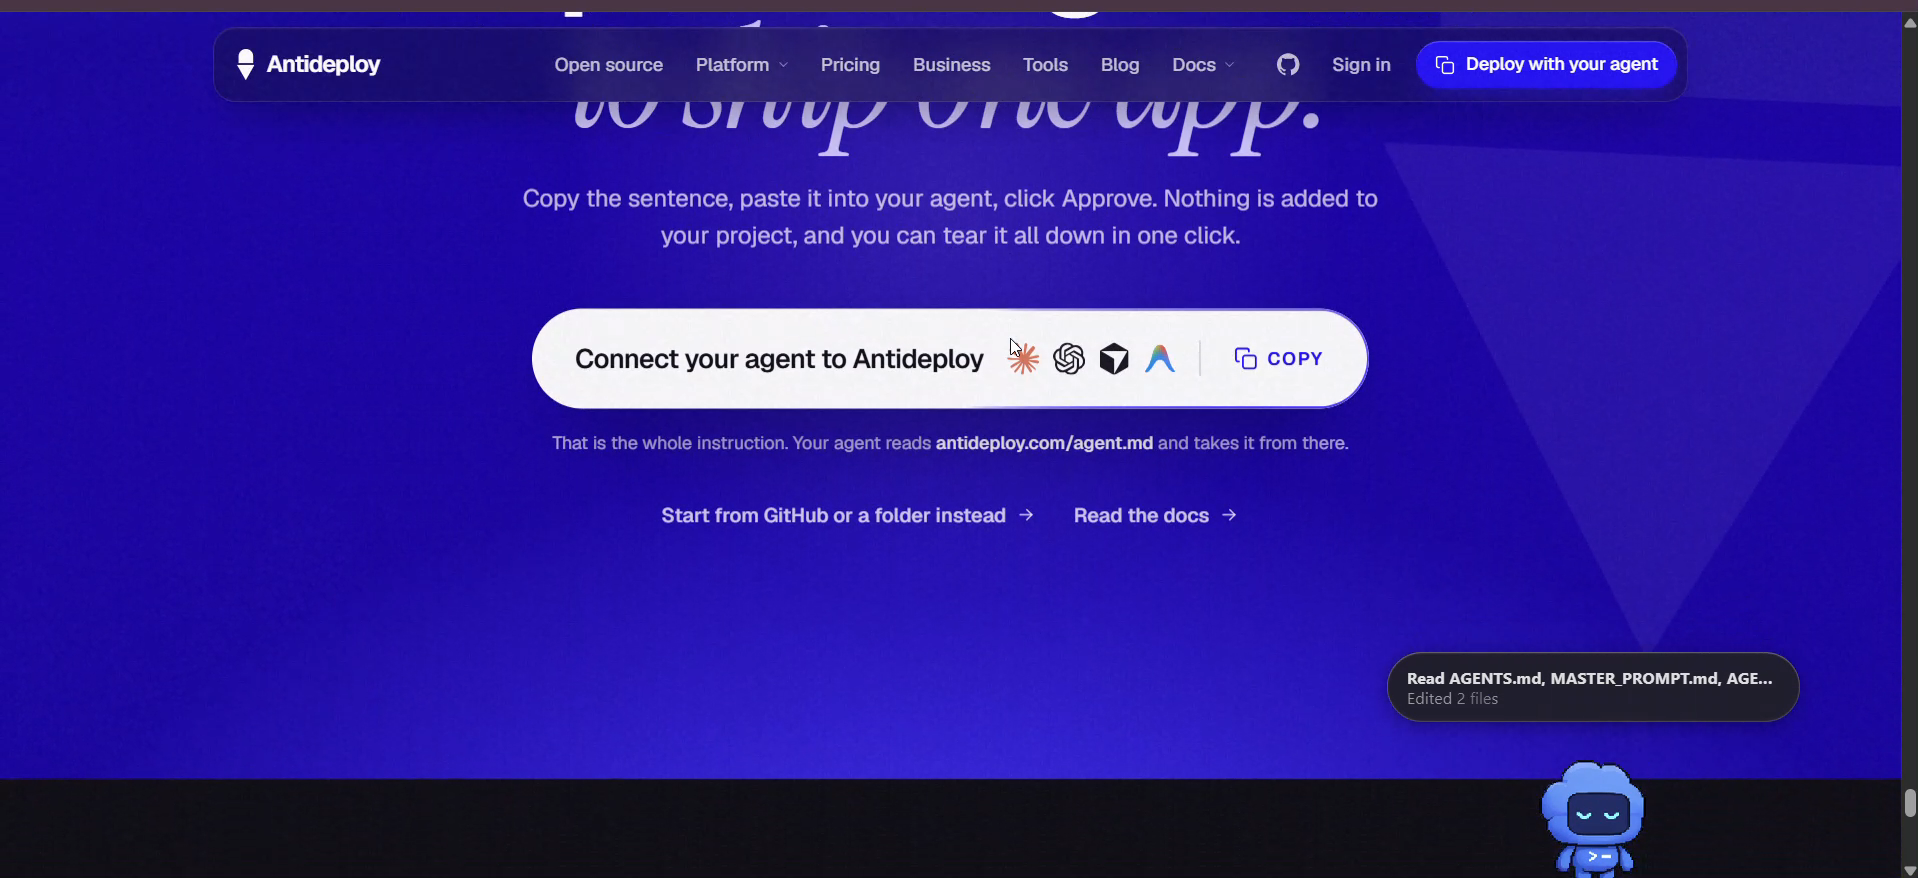 Antideploy
Open source
Platform
Pricing
Business
Tools
Blog
Docs
Sign in
Deploy with your agent
to ship one app.
Copy the sentence, paste it into your agent, click Approve. Nothing is added to
your project, and you can tear it all down in one click.
Connect your agent to Antideploy
COPY
That is the whole instruction. Your agent reads antideploy.com/agent.md and takes it from there.
Start from GitHub or a folder instead →
Read the docs →
Read AGENTS.md, MASTER_PROMPT.md, AGE...
Edited 2 files
>-